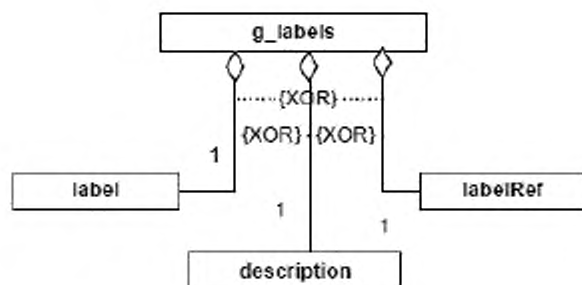 g_labels
{XOR}
{XOR} {XOR}
1
label
labelRef
1
1
description